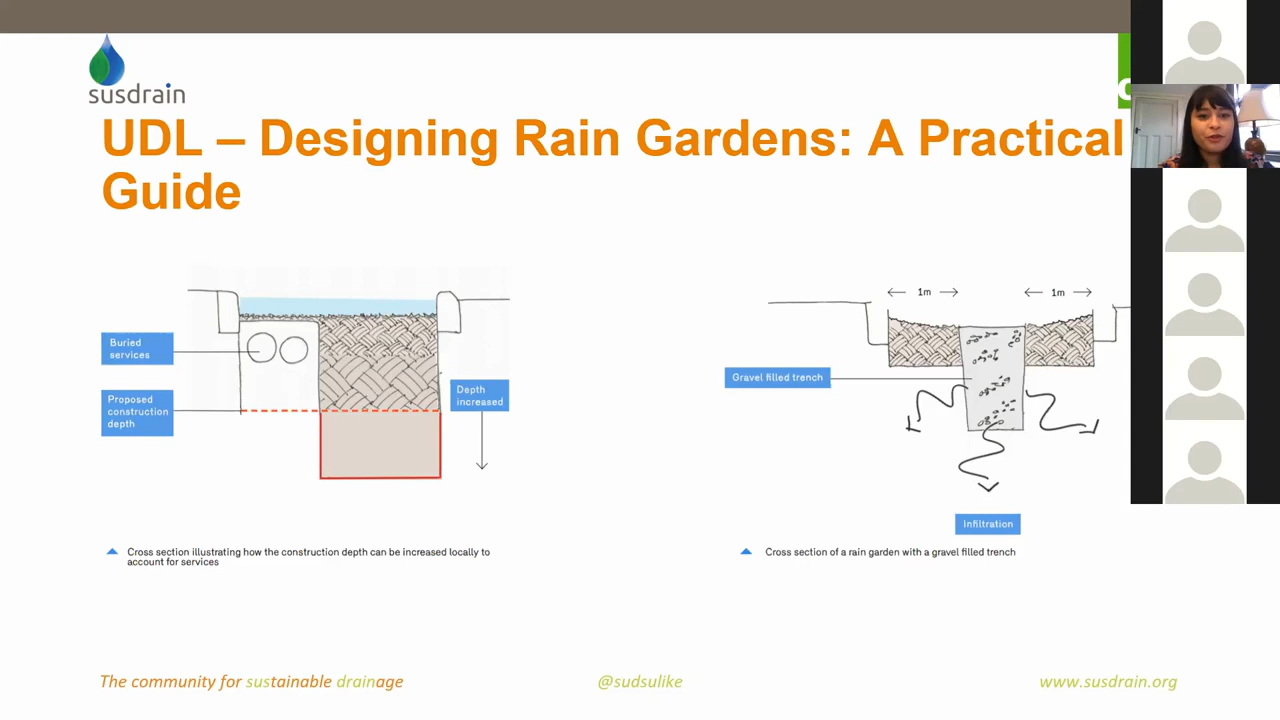 susdrain
UDL – Designing Rain Gardens: A Practical
Guide
Buried
services
Proposed
construction
depth
Depth
increased
Cross section illustrating how the construction depth can be increased locally to
account for services
1m
1m
Gravel filled trench
Infiltration
Cross section of a rain garden with a gravel filled trench
The community for sustainable drainage
@sudsulike
www.susdrain.org